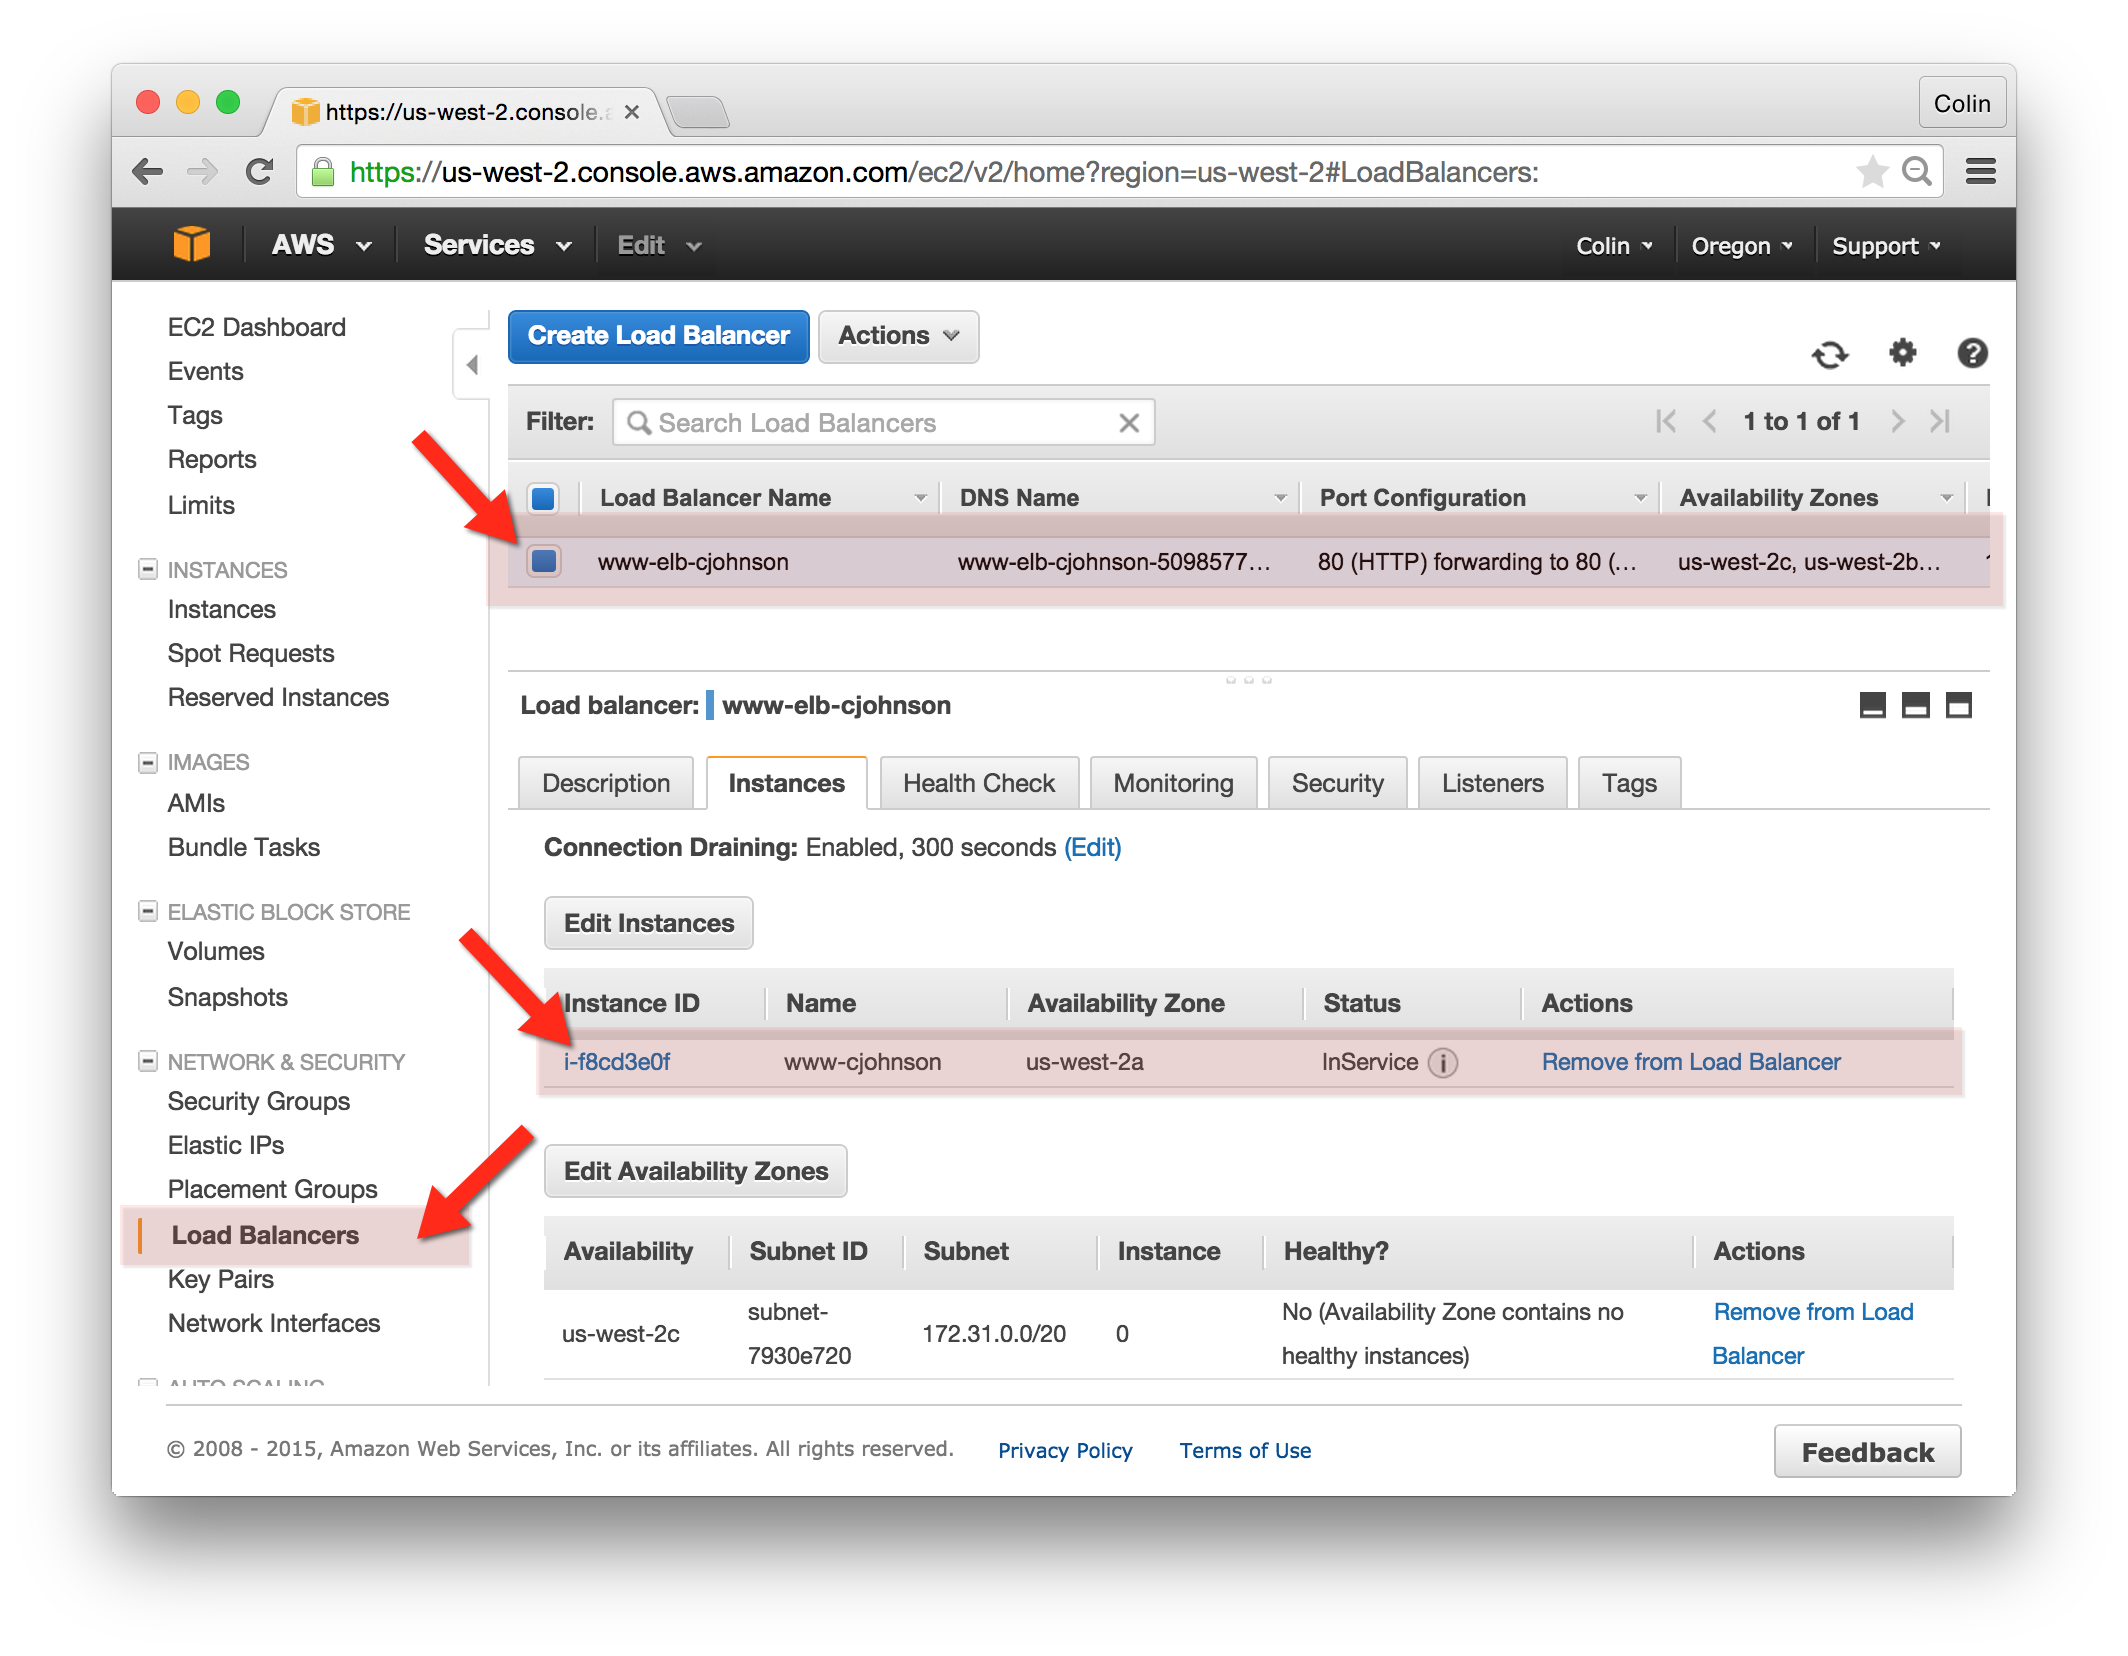 https://us-west-2.console.a
Colin
https://us-west-2.console.aws.amazon.com/ec2/v2/home?region=us-west-2#LoadBalancers:
AWS Services Edit Colin Oregon Support
EC2 Dashboard
Events
Tags
Reports
Limits
INSTANCES
Instances
Spot Requests
Reserved Instances
IMAGES
AMIs
Bundle Tasks
ELASTIC BLOCK STORE
Volumes
Snapshots
NETWORK & SECURITY
Security Groups
Elastic IPs
Placement Groups
Load Balancers
Key Pairs
Network Interfaces
AUTO SCALING
Create Load Balancer Actions
Filter: Search Load Balancers 1 to 1 of 1
Load Balancer Name DNS Name Port Configuration Availability Zones
www-elb-cjohnson www-elb-cjohnson-5098577... 80 (HTTP) forwarding to 80 (... us-west-2c, us-west-2b...
Load balancer: www-elb-cjohnson
Description Instances Health Check Monitoring Security Listeners Tags
Connection Draining: Enabled, 300 seconds (Edit)
Edit Instances
Instance ID Name Availability Zone Status Actions
i-f8cd3e0f www-cjohnson us-west-2a InService Remove from Load Balancer
Edit Availability Zones
Availability Subnet ID Subnet Instance Healthy? Actions
us-west-2c subnet-7930e720 172.31.0.0/20 0 No (Availability Zone contains no healthy instances) Remove from Load Balancer
© 2008 - 2015, Amazon Web Services, Inc. or its affiliates. All rights reserved. Privacy Policy Terms of Use Feedback